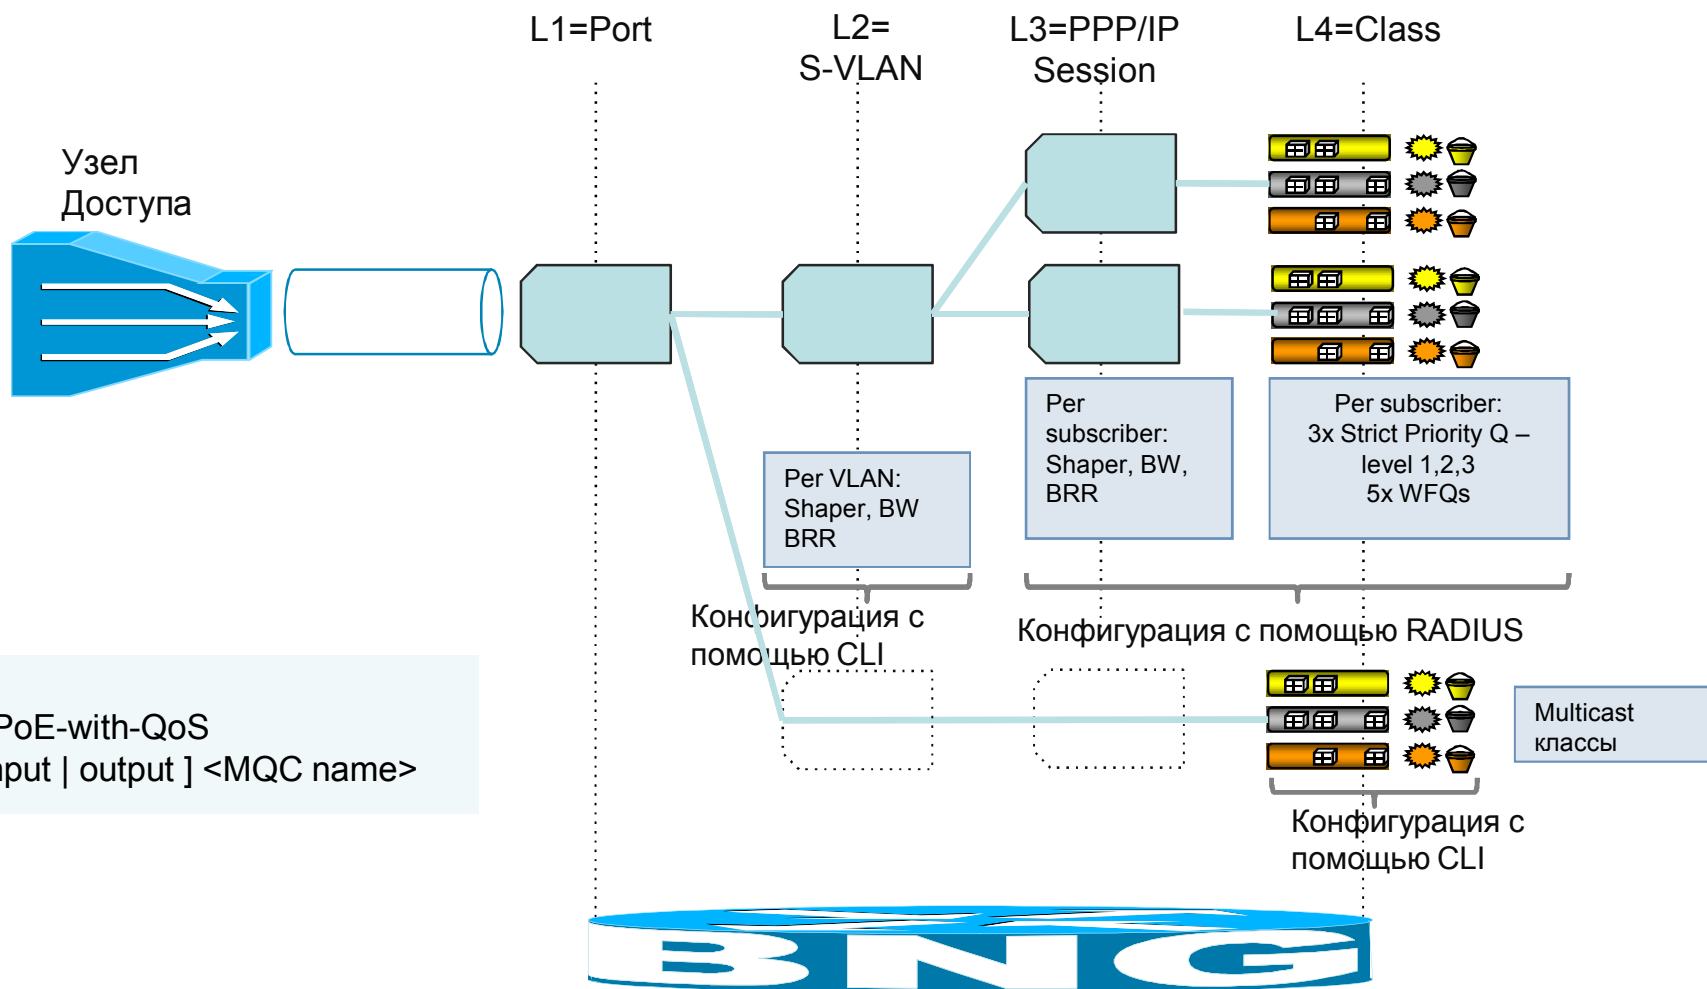 L1=Port
L2=
S-VLAN
L3=PPP/IP
Session
L4=Class
Узел
Доступа
Per
subscriber:
Shaper, BW,
BRR
Per subscriber:
3x Strict Priority Q –
level 1,2,3
5x WFQs
Per VLAN:
Shaper, BW
BRR
Конфигурация с
помощью CLI
Конфигурация с помощью RADIUS
PoE-with-QoS
nput | output ] <MQC name>
Multicast
классы
Конфигурация с
помощью CLI
BNG